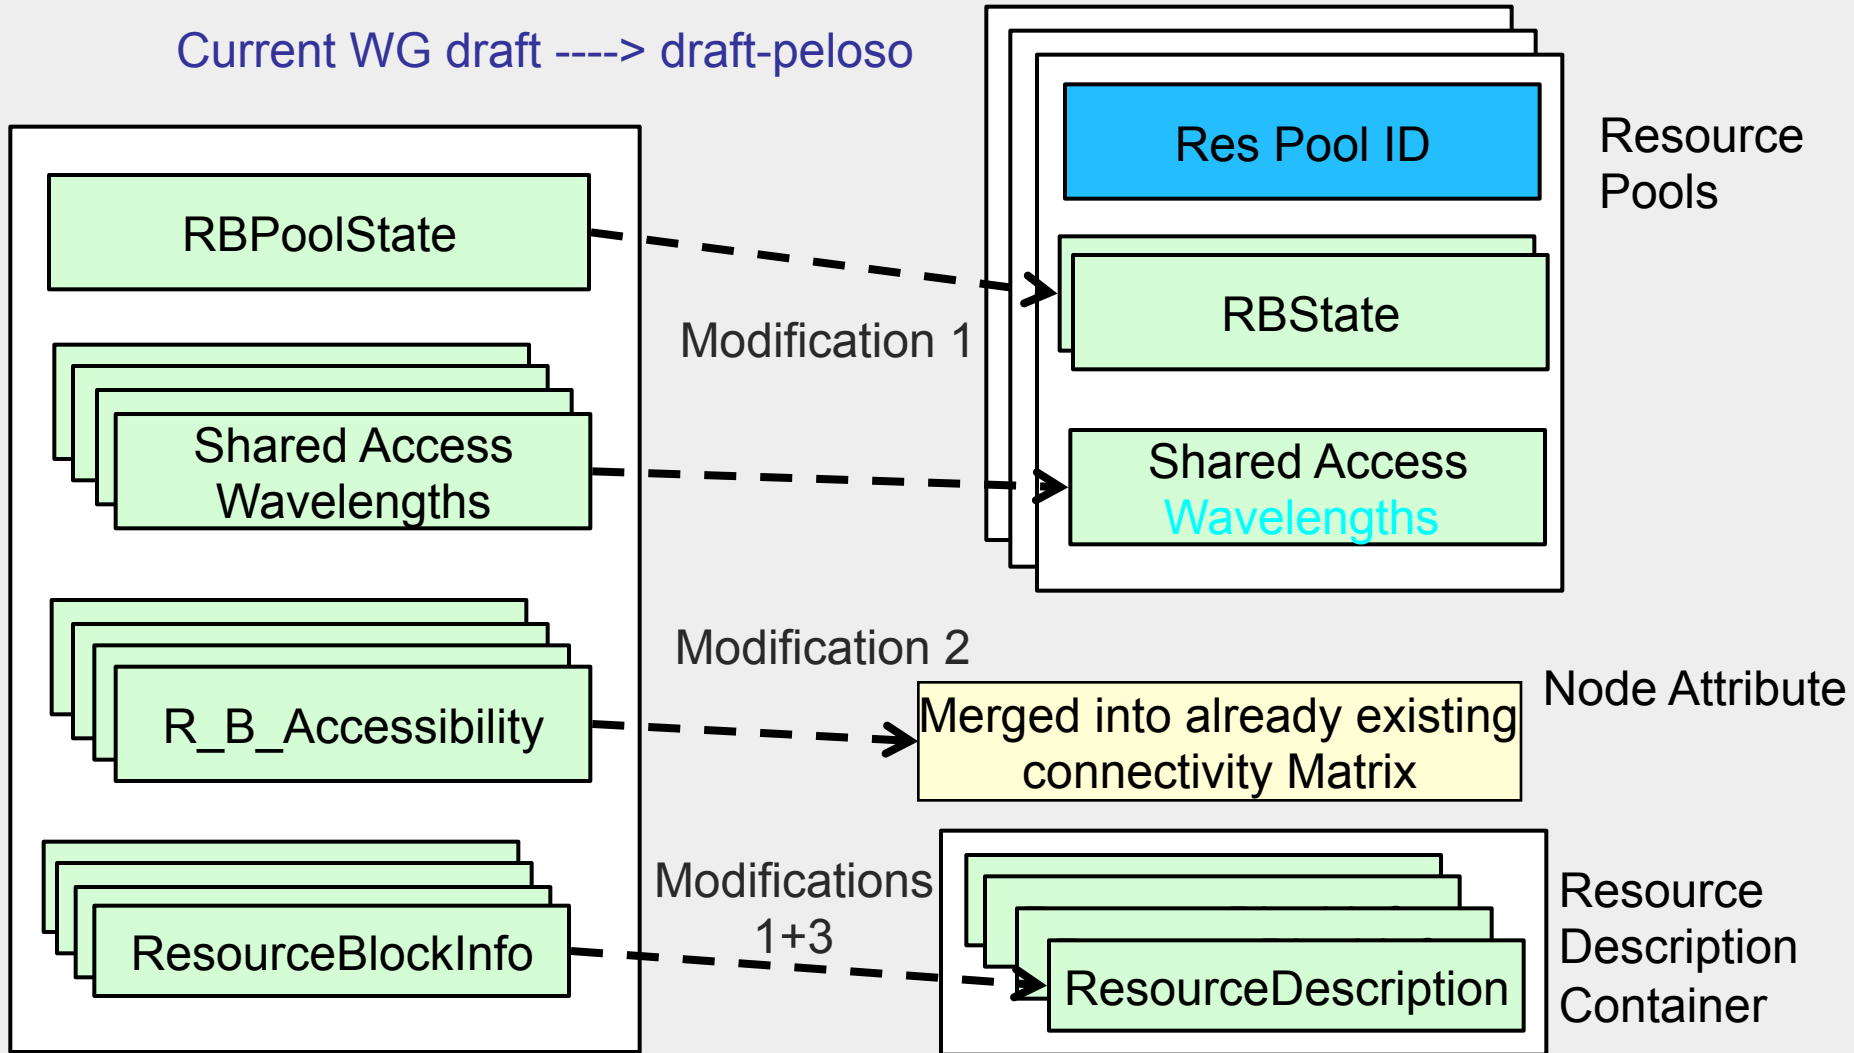 Current WG draft ----> draft-peloso
RBPoolState
Shared Access
Wavelengths
R_B_Accessibility
ResourceBlockInfo
Modification 1
Modification 2
Modifications
1+3
Res Pool ID
RBState
Shared Access
Wavelengths
Resource
Pools
Merged into already existing
connectivity Matrix
Node Attribute
ResourceDescription
Resource
Description
Container